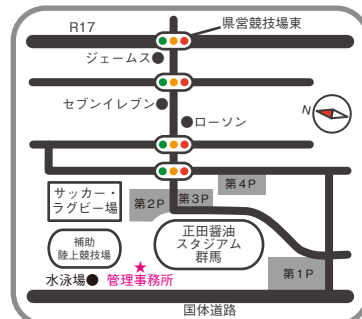 R17
県営競技場東
ジェームス
セブンイレブン
ローソン
N
第4P
サッカー・
ラグビー場
第2P
第3P
補助
陸上競技場
正田醤油
スタジアム
群馬
第1P
水泳場
管理事務所
国体道路